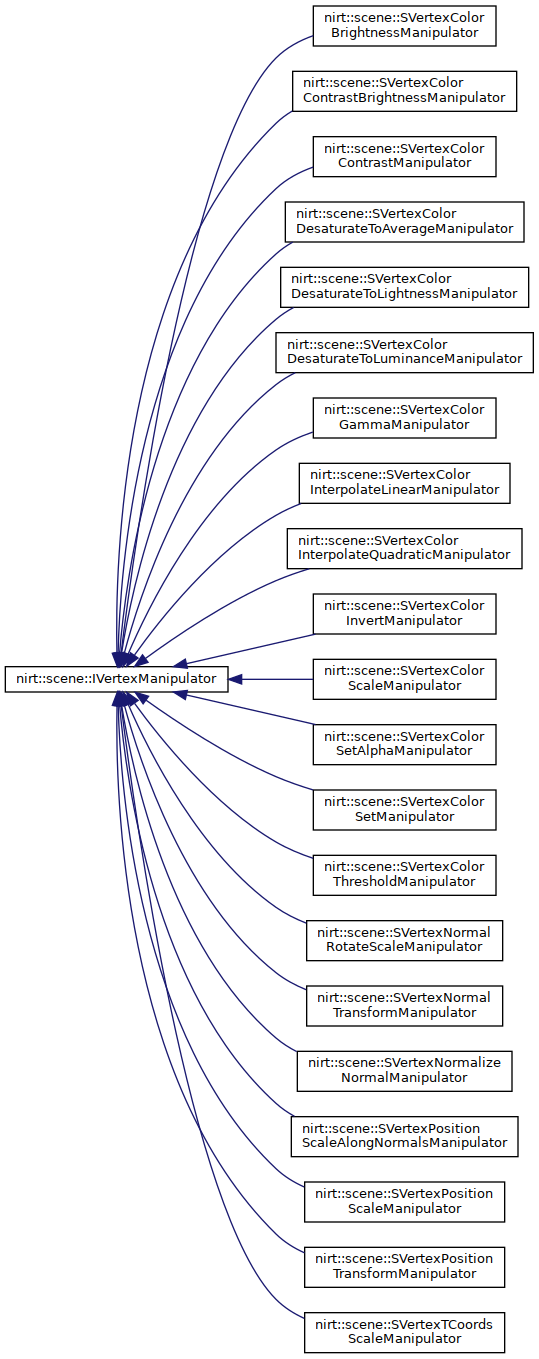 nirt::scene::SVertexColor
BrightnessManipulator
nirt::scene::SVertexColor
ContrastBrightnessManipulator
nirt::scene::SVertexColor
ContrastManipulator
nirt::scene::SVertexColor
DesaturateToAverageManipulator
nirt::scene::SVertexColor
DesaturateToLightnessManipulator
nirt::scene::SVertexColor
DesaturateToLuminanceManipulator
nirt::scene::SVertexColor
GammaManipulator
nirt::scene::SVertexColor
InterpolateLinearManipulator
nirt::scene::SVertexColor
InterpolateQuadraticManipulator
nirt::scene::SVertexColor
InvertManipulator
nirt::scene::IVertexManipulator
nirt::scene::SVertexColor
ScaleManipulator
nirt::scene::SVertexColor
SetAlphaManipulator
nirt::scene::SVertexColor
SetManipulator
nirt::scene::SVertexColor
ThresholdManipulator
nirt::scene::SVertexNormal
RotateScaleManipulator
nirt::scene::SVertexNormal
TransformManipulator
nirt::scene::SVertexNormalize
NormalManipulator
nirt::scene::SVertexPosition
ScaleAlongNormalsManipulator
nirt::scene::SVertexPosition
ScaleManipulator
nirt::scene::SVertexPosition
TransformManipulator
nirt::scene::SVertexTCoords
ScaleManipulator